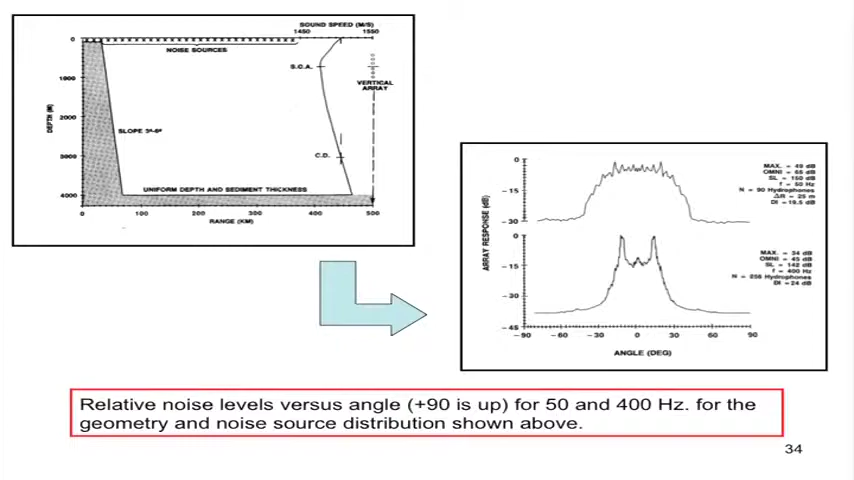 SOUND SPEED (M/S)
1450 1550
0
NOISE SOURCES
S.C.A.
1000
VERTICAL
ARRAY
DEPTH (M)
2000
SLOPE 3º-6º
3000
C.D.
UNIFORM DEPTH AND SEDIMENT THICKNESS
4000
0 100 200 300 400 500
RANGE (KM)
0
MAX. = 49 dB
OMNI = 65 dB
SL = 150 dB
f = 50 Hz
N = 90 Hydrophones
ΔR = 25 m
DI = 19.5 dB
-15
-30
ARRAY RESPONSE (dB)
0
MAX. = 34 dB
OMNI = 45 dB
SL = 142 dB
f = 400 Hz
N = 256 Hydrophones
DI = 24 dB
-15
-30
-45
-90 -60 -30 0 30 60 90
ANGLE (DEG)
Relative noise levels versus angle (+90 is up) for 50 and 400 Hz. for the
geometry and noise source distribution shown above.
34